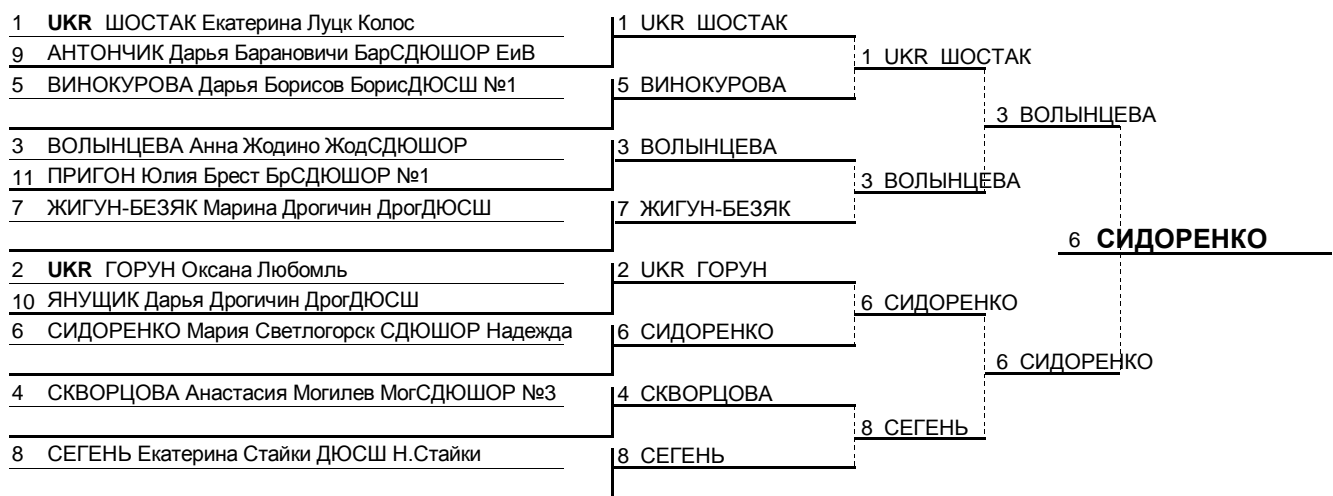 1 UKR ШОСТАК Екатерина Луцк Колос
9 АНТОНЧИК Дарья Барановичи БарСДЮШОР ЕиВ
5 ВИНОКУРОВА Дарья Борисов БорисДЮСШ №1
3 ВОЛЫНЦЕВА Анна Жодино ЖодСДЮШОР
11 ПРИГОН Юлия Брест БрСДЮШОР №1
7 ЖИГУН-БЕЗЯК Марина Дрогичин ДрогДЮСШ
2 UKR ГОРУН Оксана Любомль
10 ЯНУЩИК Дарья Дрогичин ДрогДЮСШ
6 СИДОРЕНКО Мария Светлогорск СДЮШОР Надежда
4 СКВОРЦОВА Анастасия Могилев МогСДЮШОР №3
8 СЕГЕНЬ Екатерина Стайки ДЮСШ Н.Стайки
1 UKR ШОСТАК
5 ВИНОКУРОВА
3 ВОЛЫНЦЕВА
7 ЖИГУН-БЕЗЯК
2 UKR ГОРУН
6 СИДОРЕНКО
4 СКВОРЦОВА
8 СЕГЕНЬ
1 UKR ШОСТАК
3 ВОЛЫНЦЕВА
6 СИДОРЕНКО
8 СЕГЕНЬ
3 ВОЛЫНЦЕВА
6 СИДОРЕНКО
6 СИДОРЕНКО